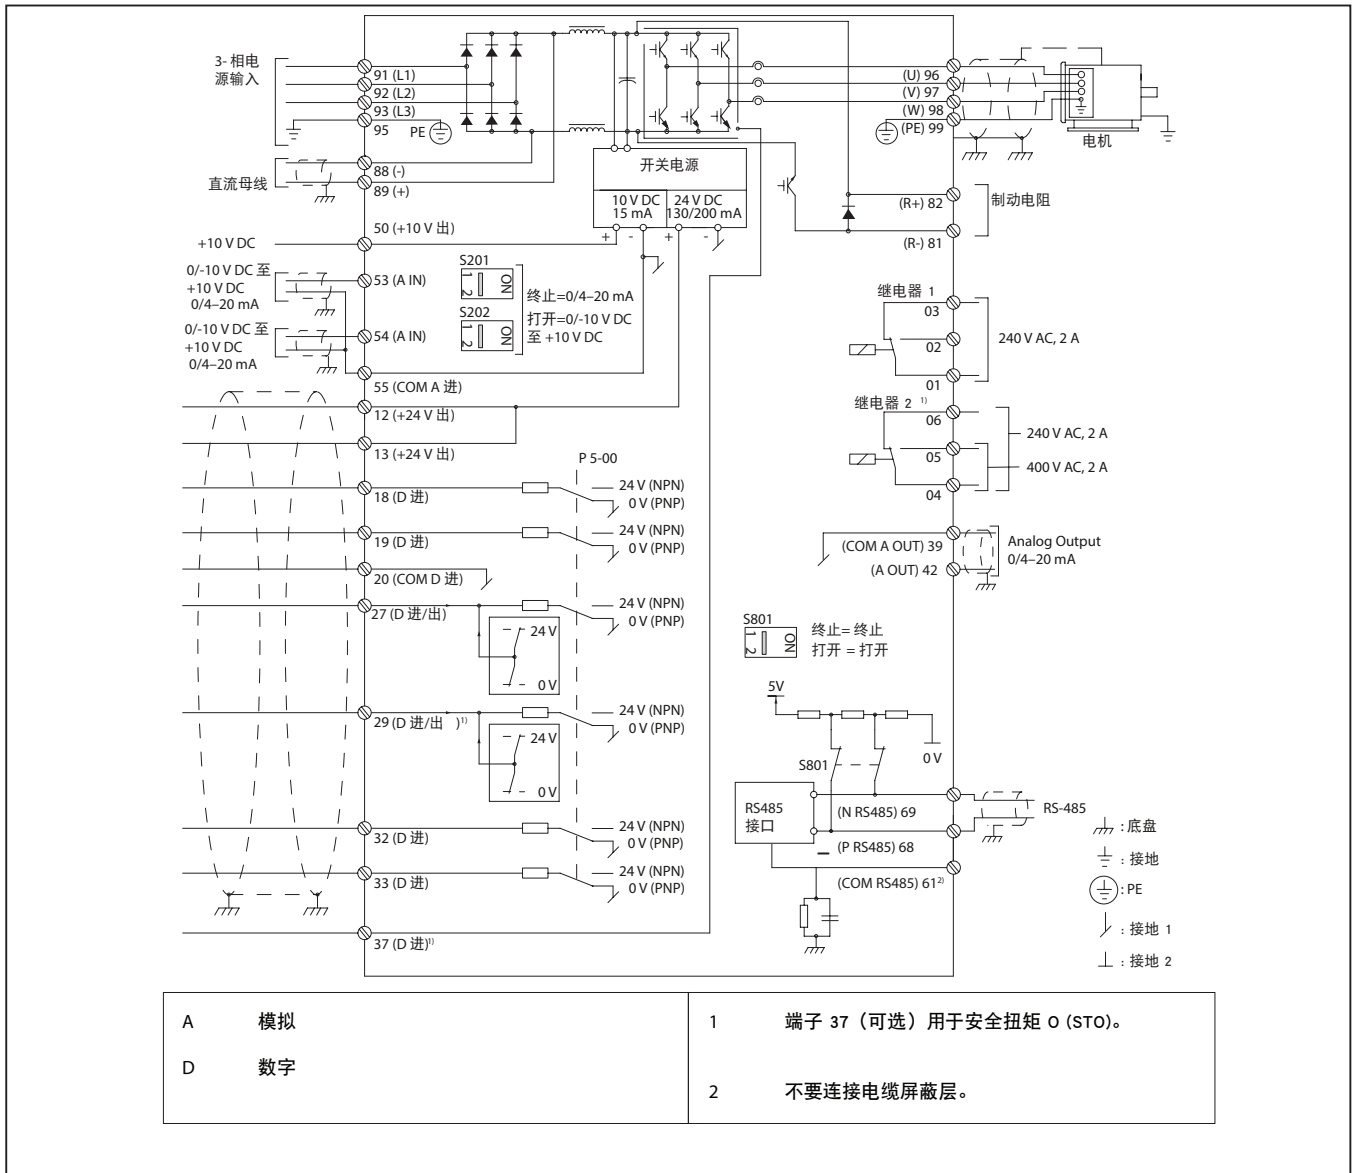 3- 相电
源输入
91 (L1)
92 (L2)
93 (L3)
95
PE
88 (-)
直流母线
89 (+)
50 (+10 V 出)
+10 V DC
0/-10 V DC 至
+10 V DC
0/4–20 mA
53 (A IN)
0/-10 V DC 至
+10 V DC
0/4–20 mA
54 (A IN)
55 (COM A 进)
12 (+24 V 出)
13 (+24 V 出)
18 (D 进)
19 (D 进)
20 (COM D 进)
27 (D 进/出)
29 (D 进/出 )1)
32 (D 进)
33 (D 进)
37 (D 进)1)
开关电源
10 V DC
15 mA
24 V DC
130/200 mA
+ - + -
S201
1 2 ON
S202
1 2 ON
终止=0/4–20 mA
打开=0/-10 V DC
至 +10 V DC
P 5-00
24 V (NPN)
0 V (PNP)
24 V (NPN)
0 V (PNP)
24 V (NPN)
0 V (PNP)
24 V
0 V
24 V (NPN)
0 V (PNP)
24 V
0 V
24 V (NPN)
0 V (PNP)
24 V (NPN)
0 V (PNP)
(U) 96
(V) 97
(W) 98
(PE) 99
电机
(R+) 82
制动电阻
(R-) 81
继电器 1
03
02
240 V AC, 2 A
01
继电器 2 1)
06
240 V AC, 2 A
05
400 V AC, 2 A
04
(COM A OUT) 39
(A OUT) 42
Analog Output
0/4–20 mA
S801
1 2 ON
终止= 终止
打开 = 打开
5V
S801
0 V
RS485
接口
(N RS485) 69
RS-485
(P RS485) 68
(COM RS485) 61 2)
: 底盘
: 接地
: PE
: 接地 1
: 接地 2
A 模拟
D 数字
1 端子 37（可选）用于安全扭矩 O (STO)。
2 不要连接电缆屏蔽层。